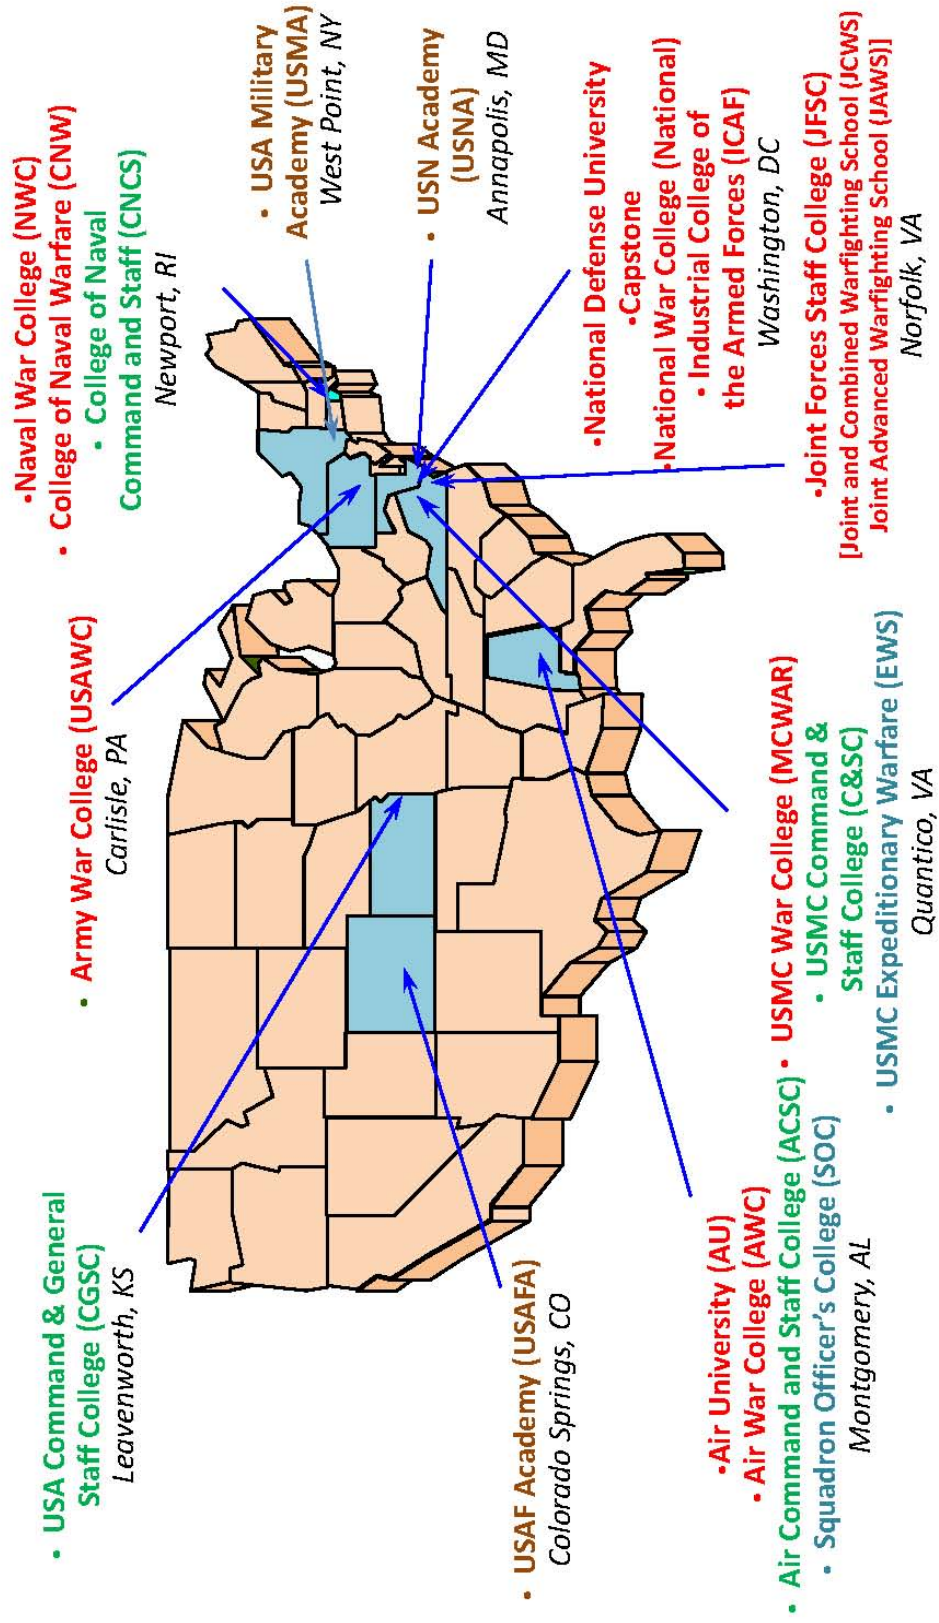 • USA Command & General
Staff College (CGSC)
Leavenworth, KS
• Army War College (USAWC)
Carlisle, PA
•Naval War College (NWC)
• College of Naval Warfare (CNW)
• College of Naval
Command and Staff (CNCS)
Newport, RI
• USA Military
Academy (USMA)
West Point, NY
• USN Academy
(USNA)
Annapolis, MD
•National Defense University
•Capstone
•National War College (National)
• Industrial College of
the Armed Forces (ICAF)
Washington, DC
•Joint Forces Staff College (JFSC)
[Joint and Combined Warfighting School (JCWS)
Joint Advanced Warfighting School (JAWS)]
Norfolk, VA
• USMC War College (MCWAR)
• USMC Command &
Staff College (C&SC)
• USMC Expeditionary Warfare (EWS)
Quantico, VA
•Air University (AU)
• Air War College (AWC)
• Air Command and Staff College (ACSC)
• Squadron Officer's College (SOC)
Montgomery, AL
• USAF Academy (USAFA)
Colorado Springs, CO